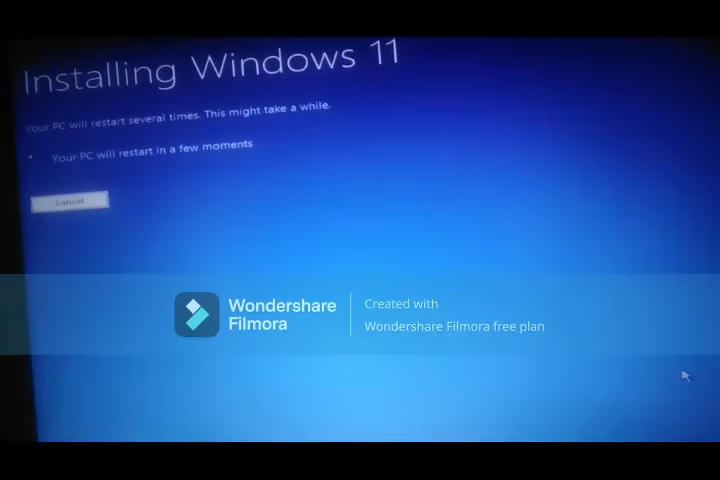 Installing Windows 11
Your PC will restart several times. This might take a while.
Your PC will restart in a few moments
Cancel
Wondershare
Filmora
Created with
Wondershare Filmora free plan